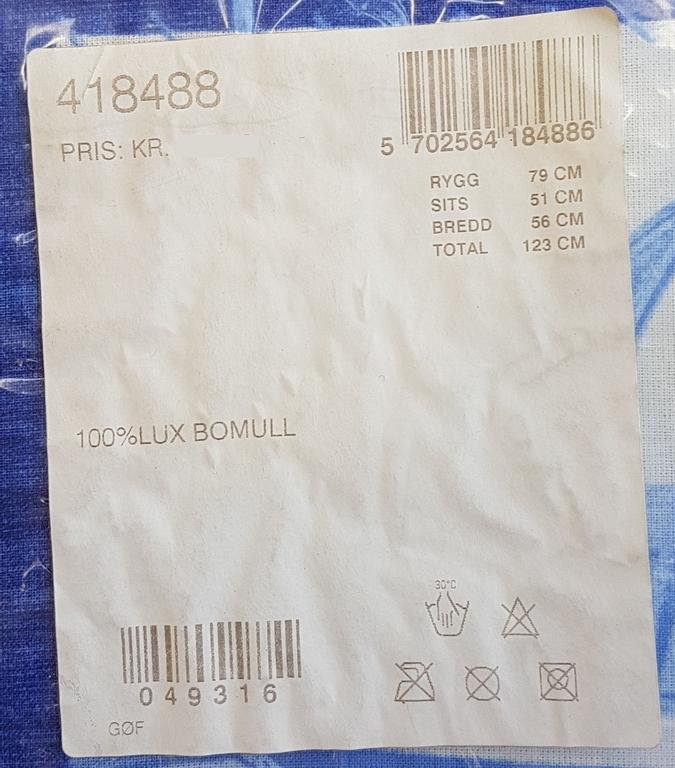 418488
PRIS: KR.
5 702564 184886
RYGG 79 CM
SITS 51 CM
BREDD 56 CM
TOTAL 123 CM
100%LUX BOMULL
30°C
049316
GØF